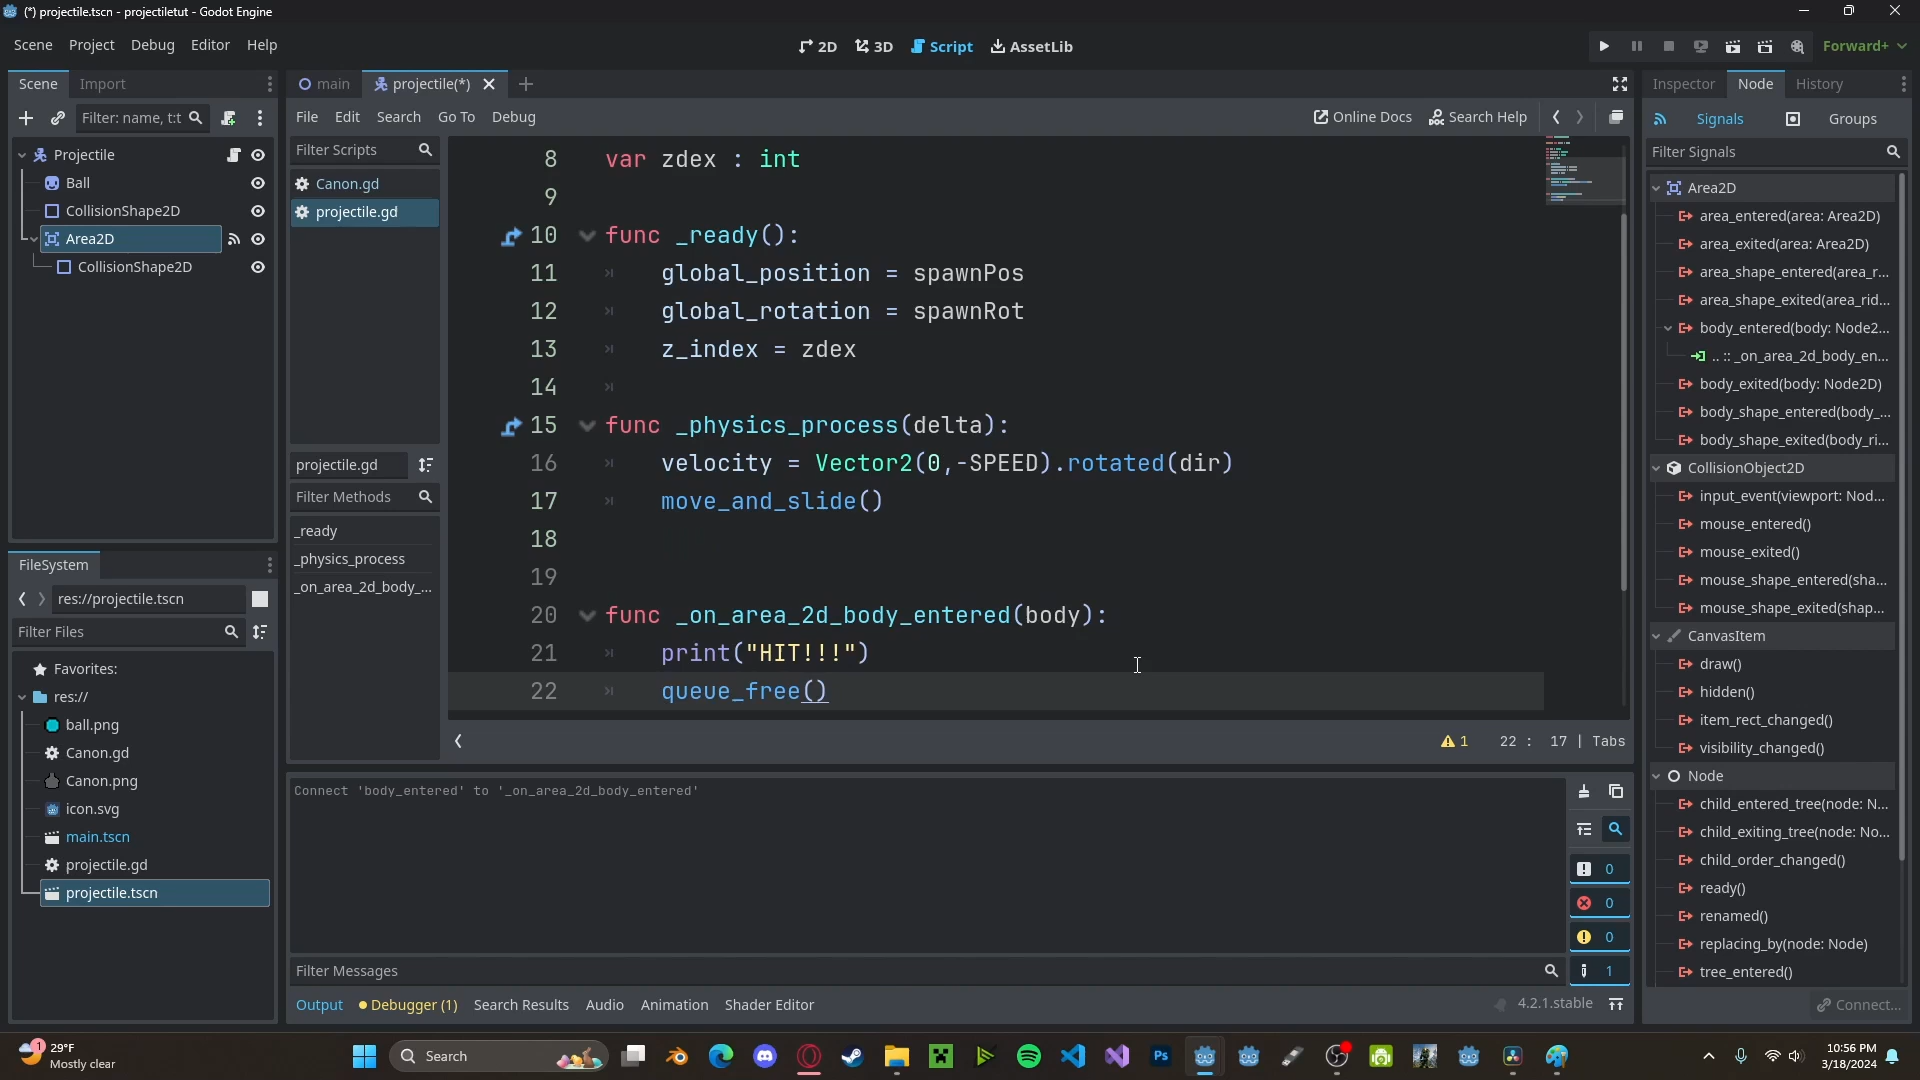 (*) projectile.tscn - projectiletut - Godot Engine
Scene Project Debug Editor Help
2D 3D Script AssetLib
Forward+
Scene Import
main projectile(*)
Inspector Node History
Filter: name, t:t
File Edit Search Go To Debug
Online Docs Search Help
Signals Groups
Filter Scripts
Filter Signals
Projectile
Ball
CollisionShape2D
Area2D
CollisionShape2D
Canon.gd
projectile.gd
projectile.gd
Filter Methods
_ready
_physics_process
_on_area_2d_body_...
8 var zdex : int
9
10 func _ready():
11 global_position = spawnPos
12 global_rotation = spawnRot
13 z_index = zdex
14
15 func _physics_process(delta):
16 velocity = Vector2(0,-SPEED).rotated(dir)
17 move_and_slide()
18
19
20 func _on_area_2d_body_entered(body):
21 print("HIT!!!")
22 queue_free()
1 22 : 17 | Tabs
Area2D
area_entered(area: Area2D)
area_exited(area: Area2D)
area_shape_entered(area_r...
area_shape_exited(area_rid...
body_entered(body: Node2...
.. :: _on_area_2d_body_en...
body_exited(body: Node2D)
body_shape_entered(body_...
body_shape_exited(body_ri...
CollisionObject2D
input_event(viewport: Nod...
mouse_entered()
mouse_exited()
mouse_shape_entered(sha...
mouse_shape_exited(shap...
CanvasItem
draw()
hidden()
item_rect_changed()
visibility_changed()
Node
child_entered_tree(node: N...
child_exiting_tree(node: No...
child_order_changed()
ready()
renamed()
replacing_by(node: Node)
tree_entered()
Connect...
FileSystem
res://projectile.tscn
Filter Files
Favorites:
res://
ball.png
Canon.gd
Canon.png
icon.svg
main.tscn
projectile.gd
projectile.tscn
Connect 'body_entered' to '_on_area_2d_body_entered'
0
0
0
1
Filter Messages
Output Debugger (1) Search Results Audio Animation Shader Editor
4.2.1.stable
1
29°F
Mostly clear
Search
Ps
10:56 PM
3/18/2024